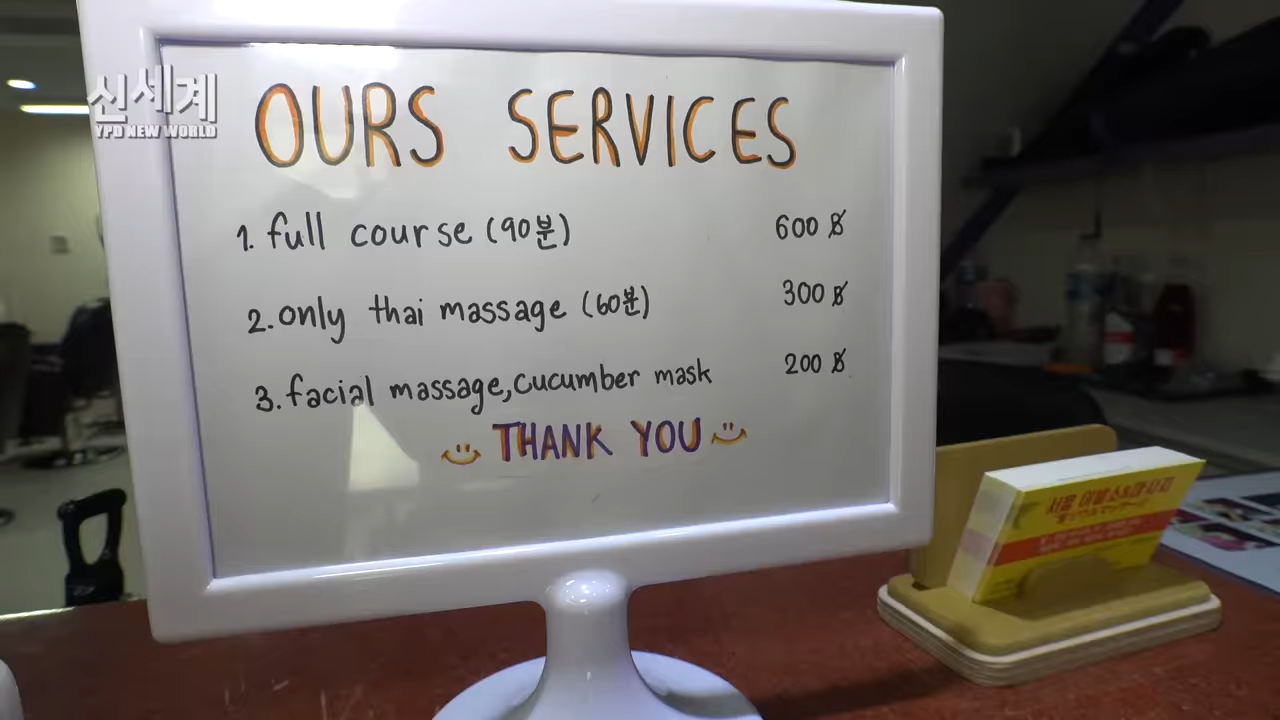 신세계
YPD NEW WORLD
OURS SERVICES
1. full course (90분) 600 ฿
2. only thai massage (60분) 300 ฿
3. facial massage, cucumber mask 200 ฿
THANK YOU